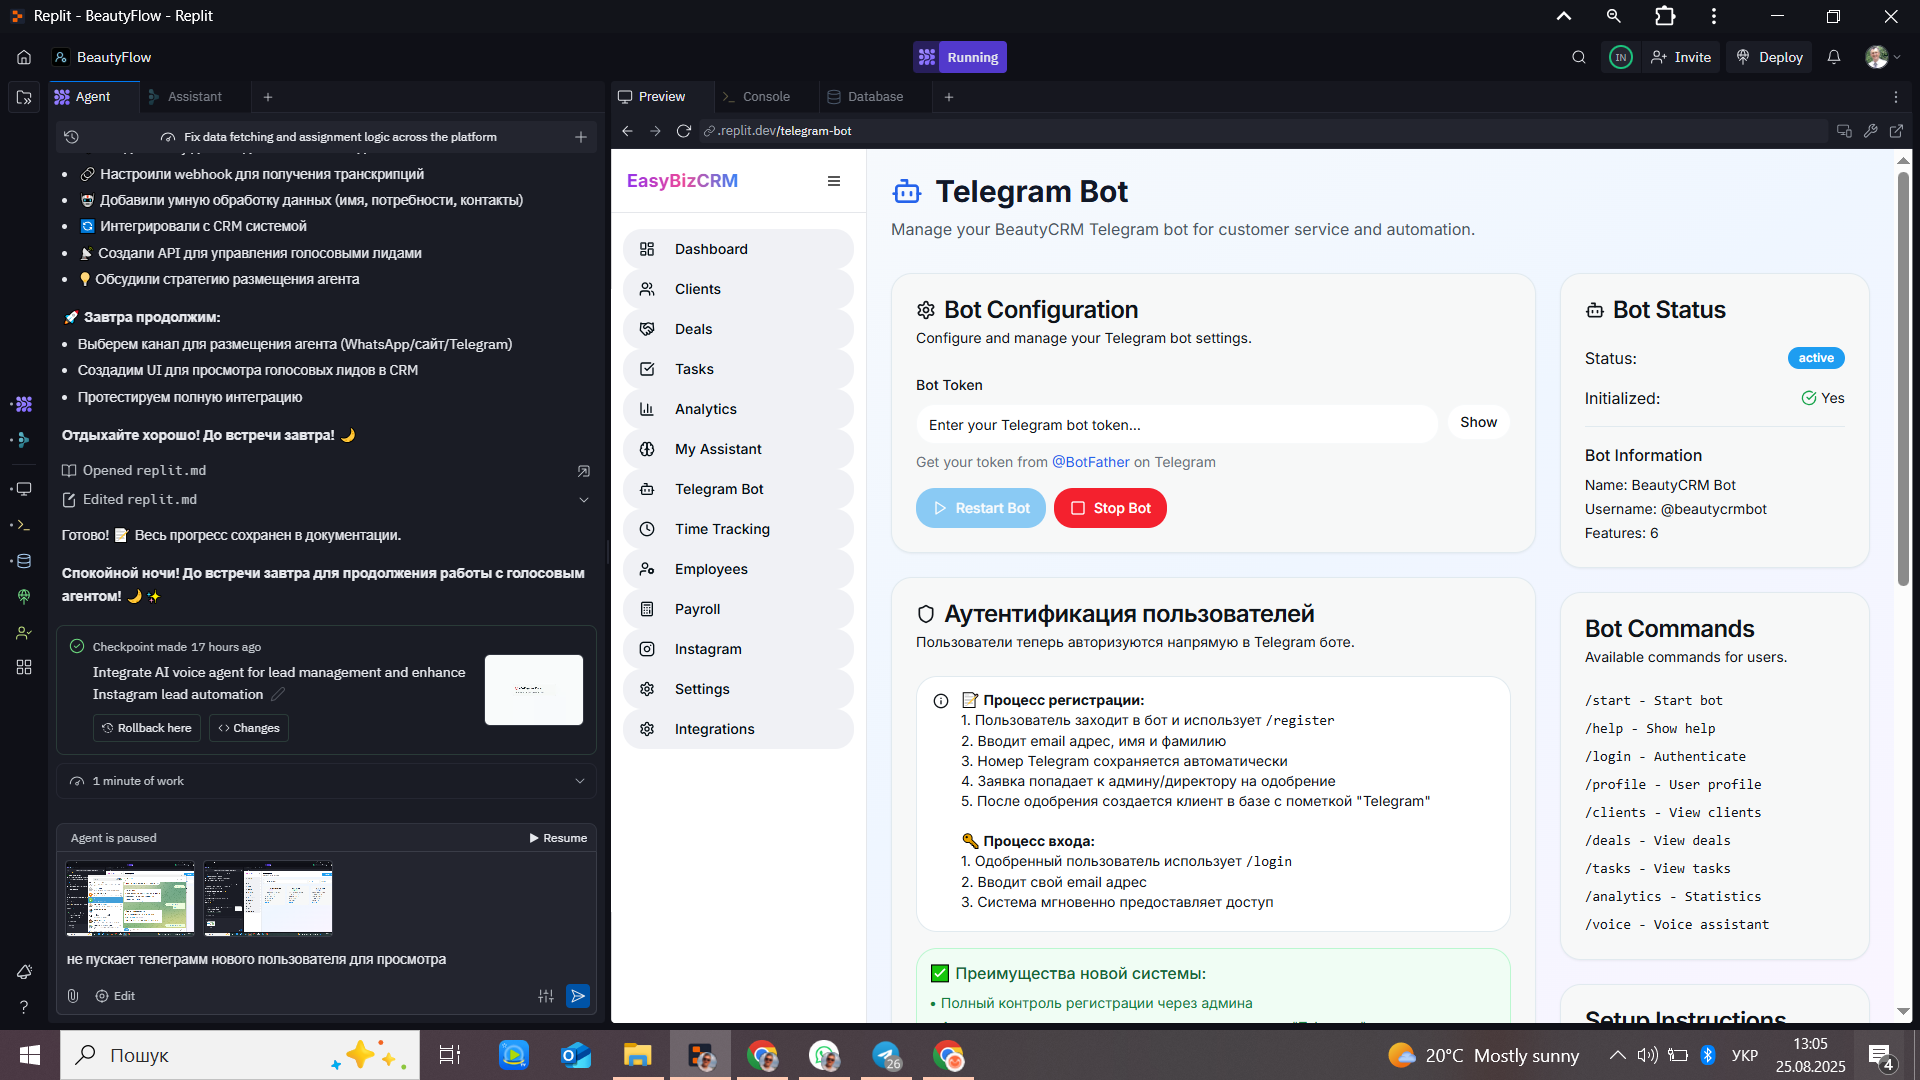 Replit - BeautyFlow - Replit
BeautyFlow
Running
IN
Invite
Deploy
Agent
Assistant
Preview
Console
Database
Fix data fetching and assignment logic across the platform
.replit.dev/telegram-bot
Настроили webhook для получения транскрипций
Добавили умную обработку данных (имя, потребности, контакты)
Интегрировали с CRM системой
Создали API для управления голосовыми лидами
Обсудили стратегию размещения агента
Завтра продолжим:
Выберем канал для размещения агента (WhatsApp/сайт/Telegram)
Создадим UI для просмотра голосовых лидов в CRM
Протестируем полную интеграцию
Отдыхайте хорошо! До встречи завтра!
Opened replit.md
Edited replit.md
Готово! Весь прогресс сохранен в документации.
Спокойной ночи! До встречи завтра для продолжения работы с голосовым
агентом!
Checkpoint made 17 hours ago
Integrate AI voice agent for lead management and enhance
Instagram lead automation
Rollback here
Changes
1 minute of work
Agent is paused
Resume
не пускает телеграмм нового пользователя для просмотра
Edit
EasyBizCRM
Dashboard
Clients
Deals
Tasks
Analytics
My Assistant
Telegram Bot
Time Tracking
Employees
Payroll
Instagram
Settings
Integrations
Telegram Bot
Manage your BeautyCRM Telegram bot for customer service and automation.
Bot Configuration
Configure and manage your Telegram bot settings.
Bot Token
Enter your Telegram bot token...
Show
Get your token from @BotFather on Telegram
Restart Bot
Stop Bot
Аутентификация пользователей
Пользователи теперь авторизуются напрямую в Telegram боте.
Процесс регистрации:
1. Пользователь заходит в бот и использует /register
2. Вводит email адрес, имя и фамилию
3. Номер Telegram сохраняется автоматически
4. Заявка попадает к админу/директору на одобрение
5. После одобрения создается клиент в базе с пометкой "Telegram"
Процесс входа:
1. Одобренный пользователь использует /login
2. Вводит свой email адрес
3. Система мгновенно предоставляет доступ
Преимущества новой системы:
• Полный контроль регистрации через админа
Bot Status
Status:
active
Initialized:
Yes
Bot Information
Name: BeautyCRM Bot
Username: @beautycrmbot
Features: 6
Bot Commands
Available commands for users.
/start - Start bot
/help - Show help
/login - Authenticate
/profile - User profile
/clients - View clients
/deals - View deals
/tasks - View tasks
/analytics - Statistics
/voice - Voice assistant
Setup Instructions
Пошук
26
20°C Mostly sunny
УКР
13:05
25.08.2025
4